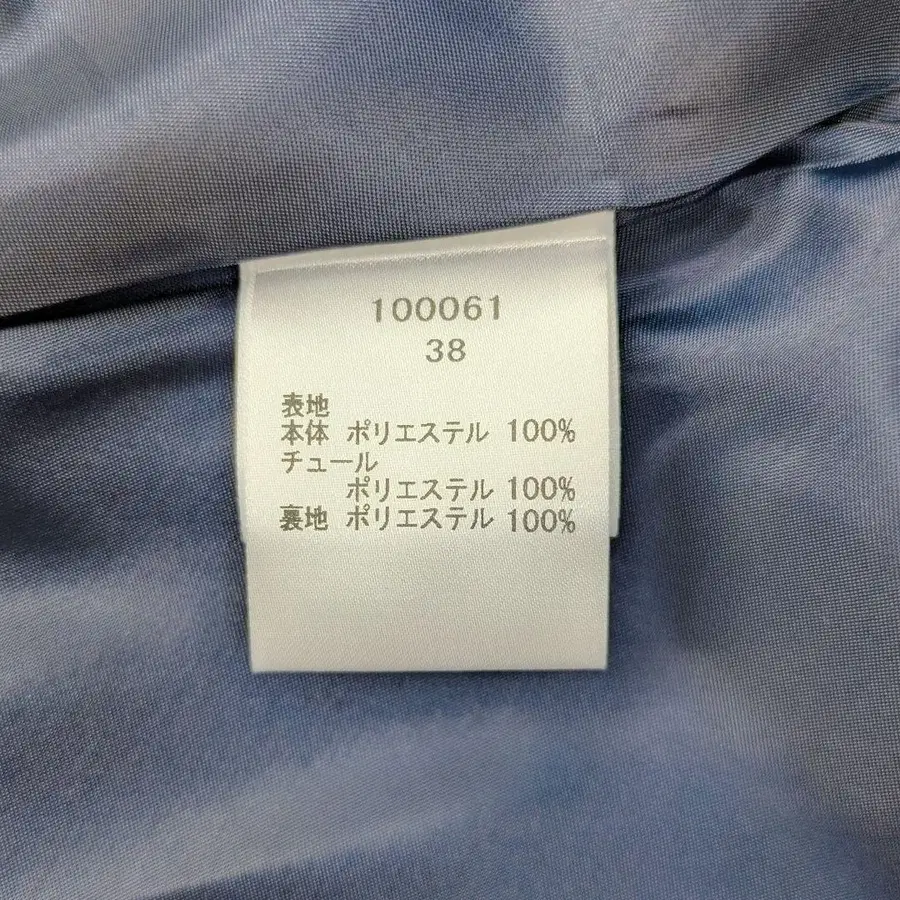 100061
38
表地
本体 ポリエステル 100%
チュール
ポリエステル 100%
裏地 ポリエステル 100%